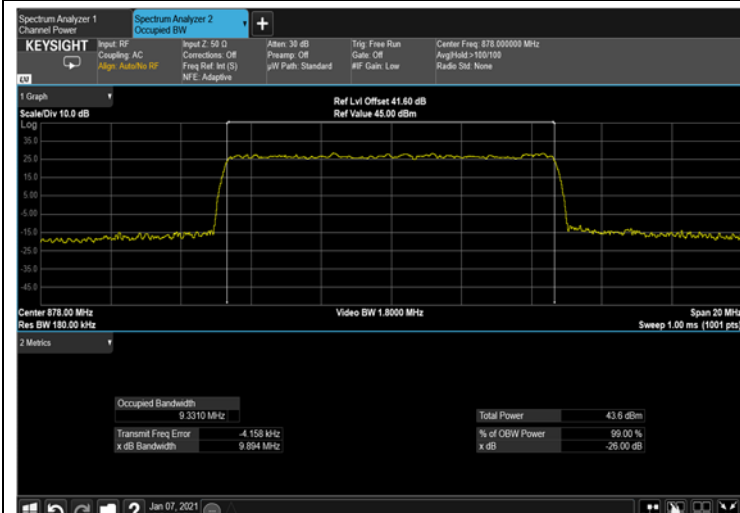 Spectrum Analyzer 1
Channel Power
Spectrum Analyzer 2
Occupied BW
+
KEYSIGHT
Input: RF
Coupling: AC
Align: Auto/No RF
Input Z: 50 Ω
Corrections: Off
Freq Ref: Int (S)
NFE: Adaptive
Atten: 30 dB
Preamp: Off
µW Path: Standard
Trig: Free Run
Gate: Off
#IF Gain: Low
Center Freq: 878.000000 MHz
Avg|Hold:>100/100
Radio Std: None
1 Graph
Scale/Div 10.0 dB
Ref Lvl Offset 41.60 dB
Ref Value 45.00 dBm
Log
35.0
25.0
15.0
5.00
-5.00
-15.0
-25.0
-35.0
-45.0
Center 878.00 MHz
Res BW 180.00 kHz
Video BW 1.8000 MHz
Span 20 MHz
Sweep 1.00 ms (1001 pts)
2 Metrics
Occupied Bandwidth
9.3310 MHz
Transmit Freq Error -4.158 kHz
x dB Bandwidth 9.894 MHz
Total Power 43.6 dBm
% of OBW Power 99.00 %
x dB -26.00 dB
?
Jan 07, 2021